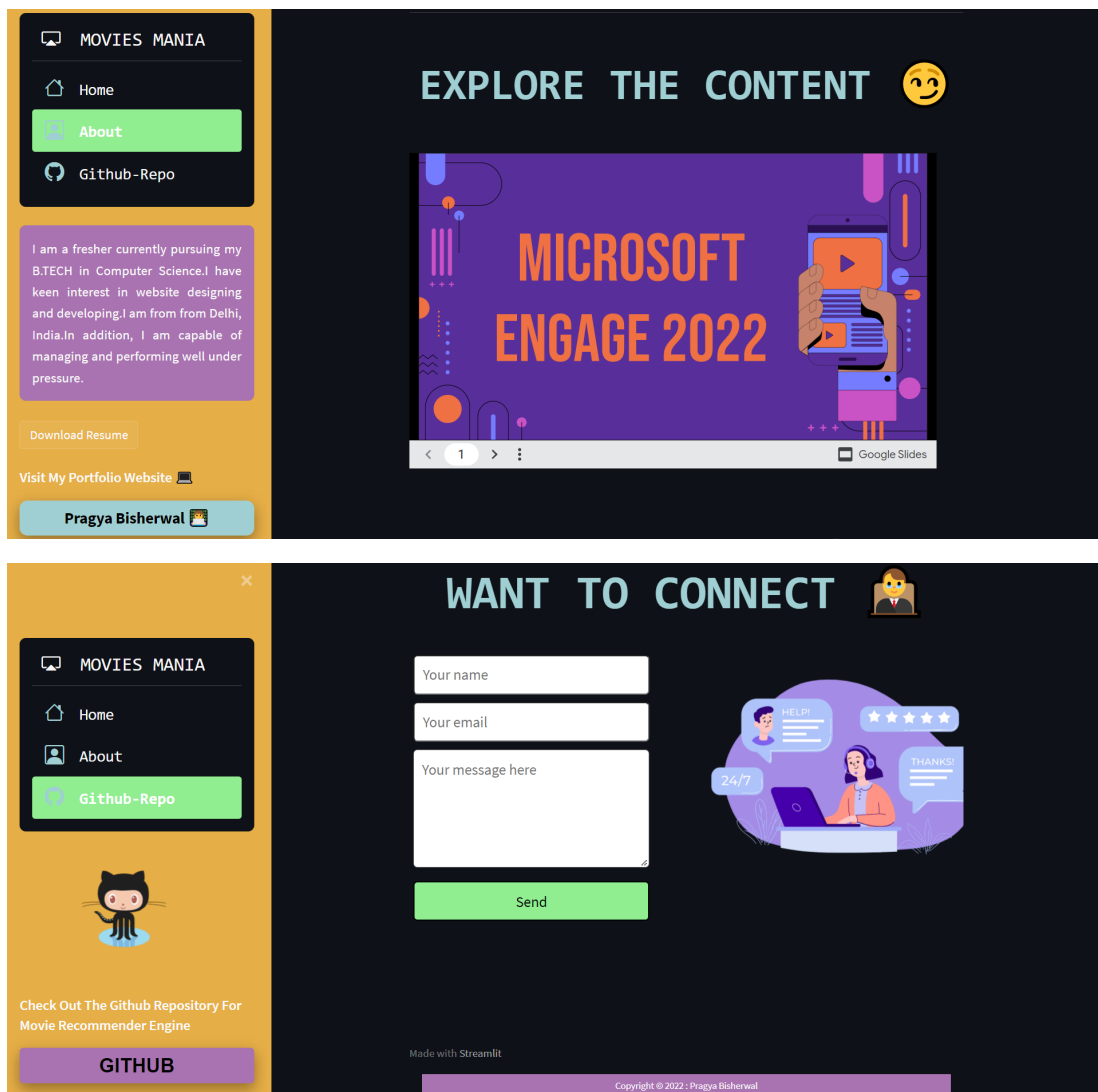 MOVIES MANIA
Home
About
Github-Repo
I am a fresher currently pursuing my
B.TECH in Computer Science.I have
keen interest in website designing
and developing.I am from from Delhi,
India.In addition, I am capable of
managing and performing well under
pressure.
Download Resume
Visit My Portfolio Website
Pragya Bisherwal
EXPLORE THE CONTENT
MICROSOFT
ENGAGE 2022
1
Google Slides
MOVIES MANIA
Home
About
Github-Repo
Check Out The Github Repository For
Movie Recommender Engine
GITHUB
WANT TO CONNECT
Your name
Your email
Your message here
Send
HELP!
24/7
THANKS!
Made with Streamlit
Copyright © 2022 : Pragya Bisherwal